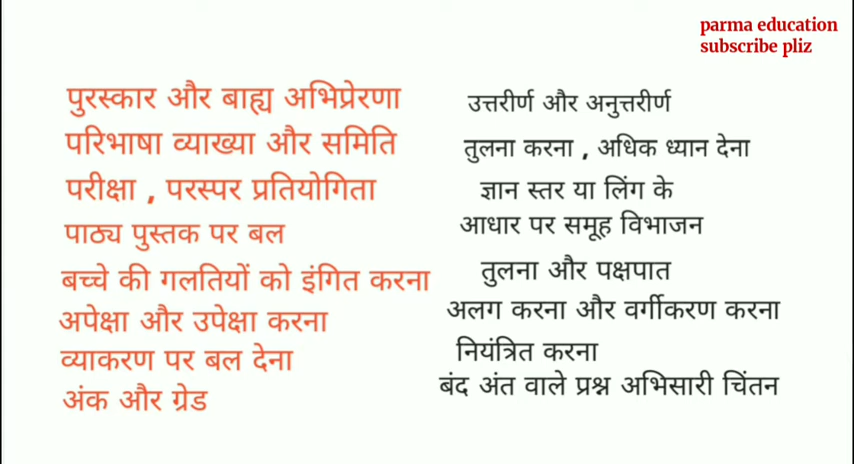 parma education
subscribe pliz
पुरस्कार और बाह्य अभिप्रेरणा
परिभाषा व्याख्या और समिति
परीक्षा , परस्पर प्रतियोगिता
पाठ्य पुस्तक पर बल
बच्चे की गलतियों को इंगित करना
अपेक्षा और उपेक्षा करना
व्याकरण पर बल देना
अंक और ग्रेड
उत्तरीर्ण और अनुत्तरीर्ण
तुलना करना , अधिक ध्यान देना
ज्ञान स्तर या लिंग के
आधार पर समूह विभाजन
तुलना और पक्षपात
अलग करना और वर्गीकरण करना
नियंत्रित करना
बंद अंत वाले प्रश्न अभिसारी चिंतन